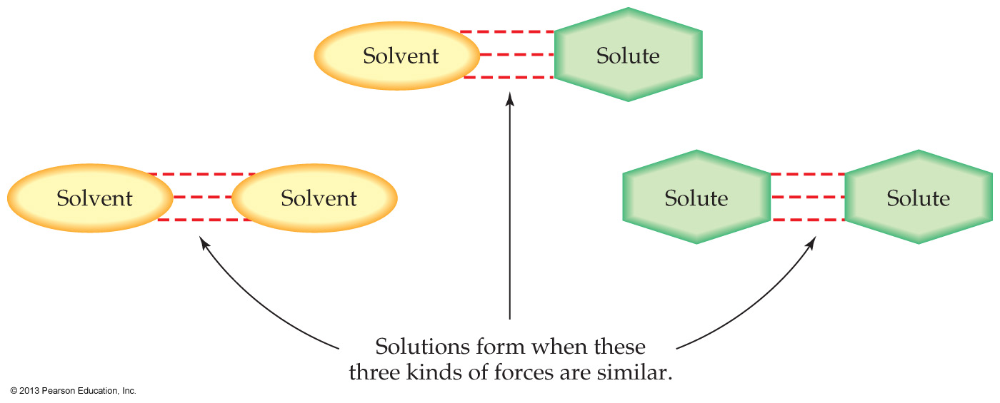 Solvent
Solute
Solvent
Solvent
Solute
Solute
Solutions form when these
three kinds of forces are similar.
© 2013 Pearson Education, Inc.